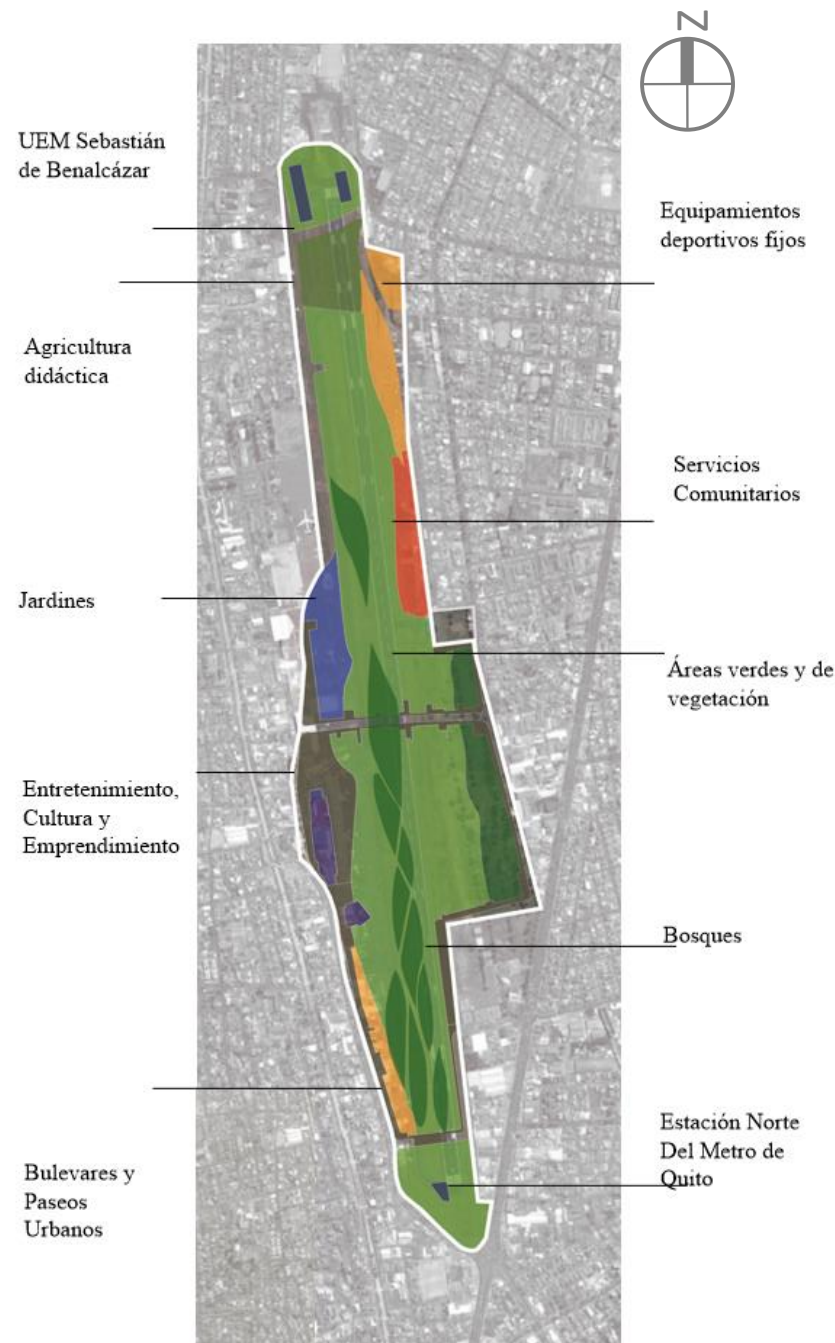 N
UEM Sebastián
de Benalcázar
Equipamientos
deportivos fijos
Agricultura
didáctica
Servicios
Comunitarios
Jardines
Áreas verdes y de
vegetación
Entretenimiento,
Cultura y
Emprendimiento
Bosques
Estación Norte
Del Metro de
Quito
Bulevares y
Paseos
Urbanos